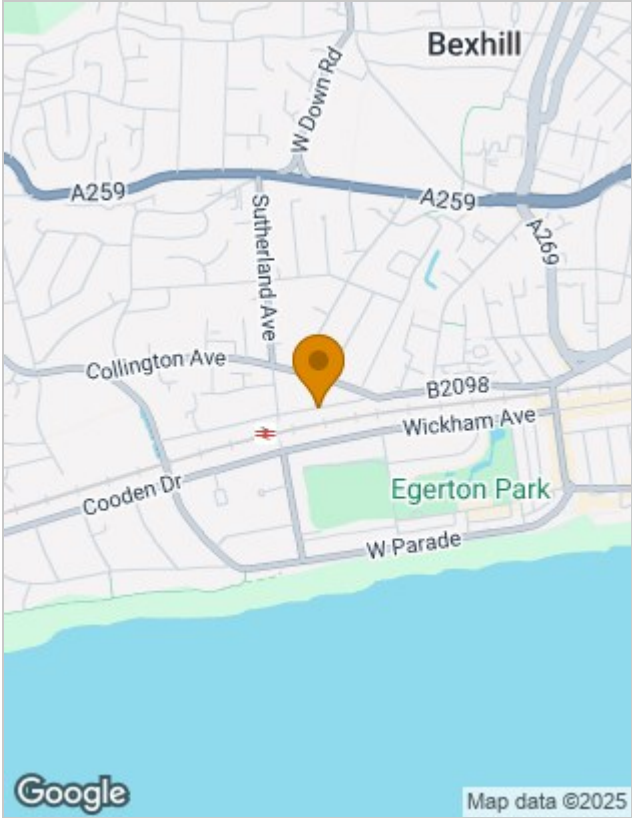 Bexhill
W Down Rd
A259
A259
A269
Sutherland Ave
Collington Ave
B2098
Wickham Ave
Cooden Dr
Egerton Park
W Parade
Google
Map data ©2025